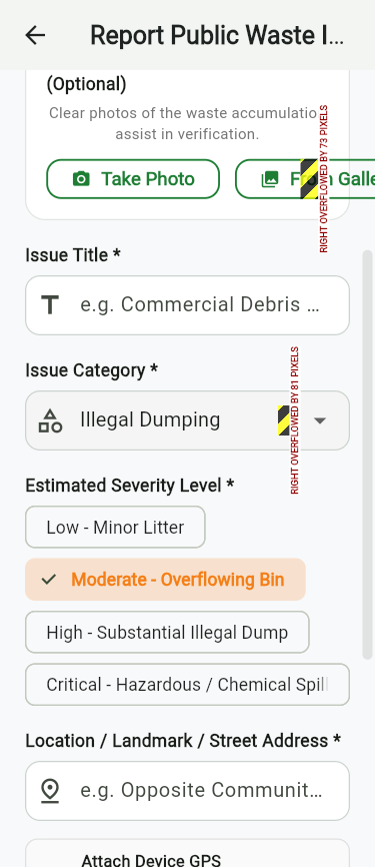 Report Public Waste I...
(Optional)
Clear photos of the waste accumulatio
assist in verification.
Take Photo
RIGHT OVERFLOWED BY 73 PIXELS
Issue Title *
e.g. Commercial Debris ...
Issue Category *
Illegal Dumping
RIGHT OVERFLOWED BY 81 PIXELS
Estimated Severity Level *
Low - Minor Litter
Moderate - Overflowing Bin
High - Substantial Illegal Dump
Critical - Hazardous / Chemical Spill
Location / Landmark / Street Address *
e.g. Opposite Communit...
Attach Device GPS